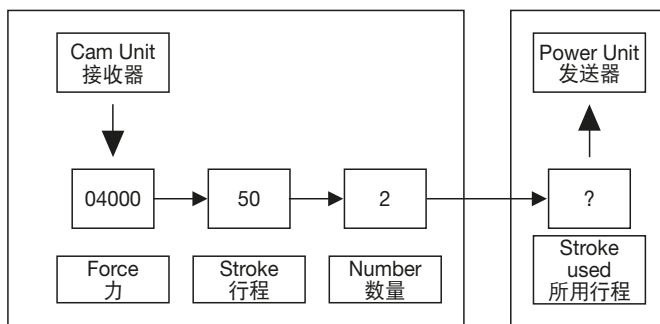 Cam Unit
接收器
Power Unit
发送器
04000
50
2
?
Force
力
Stroke
行程
Number
数量
Stroke
used
所用行程